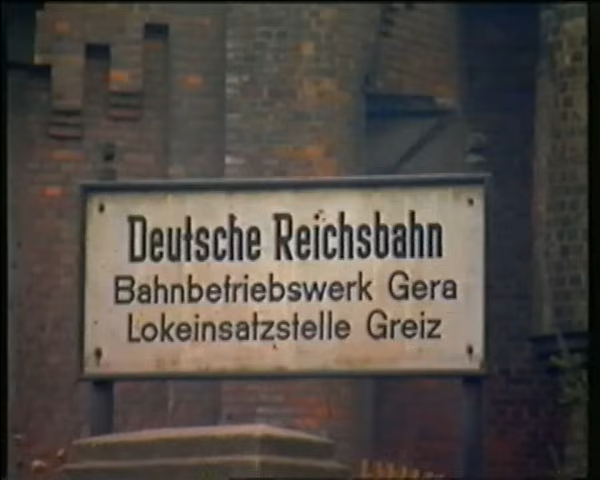 Deutsche Reichsbahn
Bahnbetriebswerk Gera
Lokeinsatzstelle Greiz